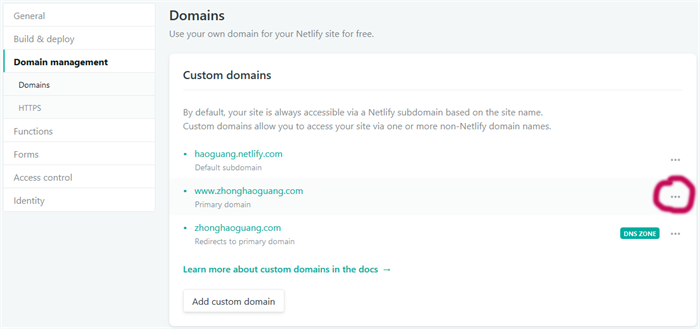 General
Build & deploy
Domain management
Domains
HTTPS
Functions
Forms
Access control
Identity
Domains
Use your own domain for your Netlify site for free.
Custom domains
By default, your site is always accessible via a Netlify subdomain based on the site name.
Custom domains allow you to access your site via one or more non-Netlify domain names.
• haoguang.netlify.com
Default subdomain
• www.zhonghaoguang.com
Primary domain
• zhonghaoguang.com
Redirects to primary domain
DNS ZONE
Learn more about custom domains in the docs →
Add custom domain